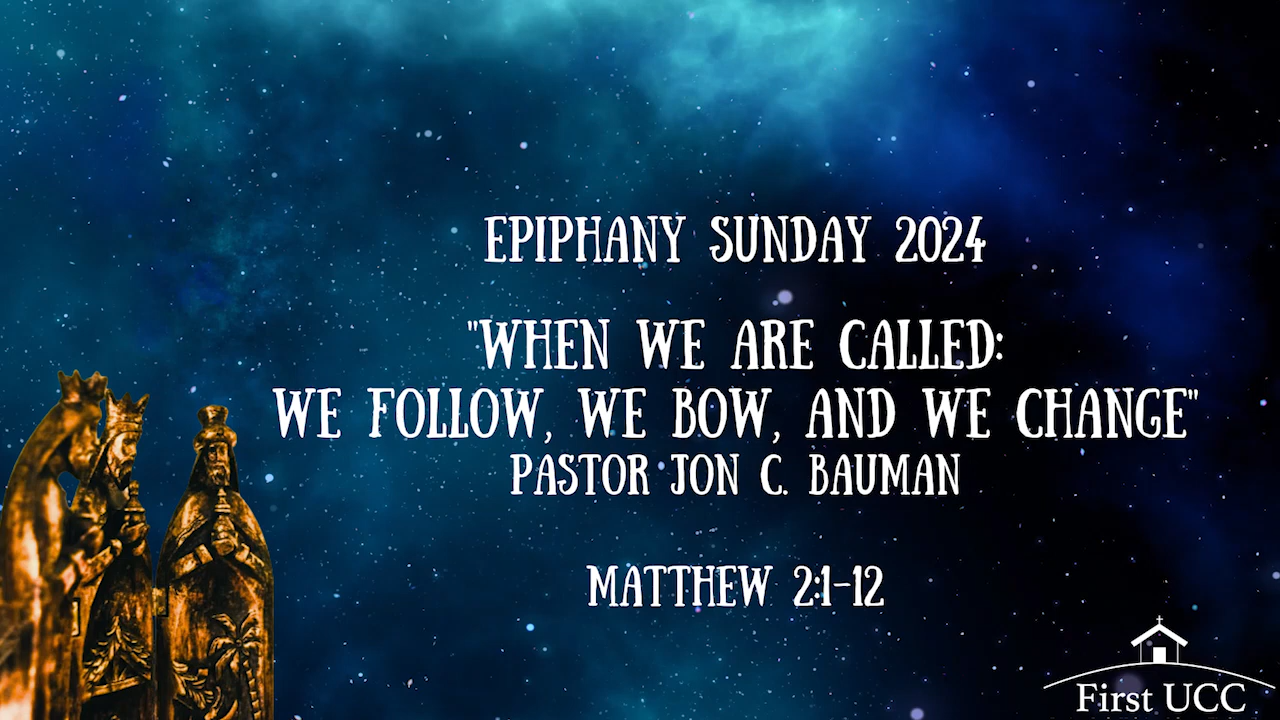 EPIPHANY SUNDAY 2024
"WHEN WE ARE CALLED:
WE FOLLOW, WE BOW, AND WE CHANGE"
PASTOR JON C. BAUMAN
MATTHEW 2:1-12
First UCC